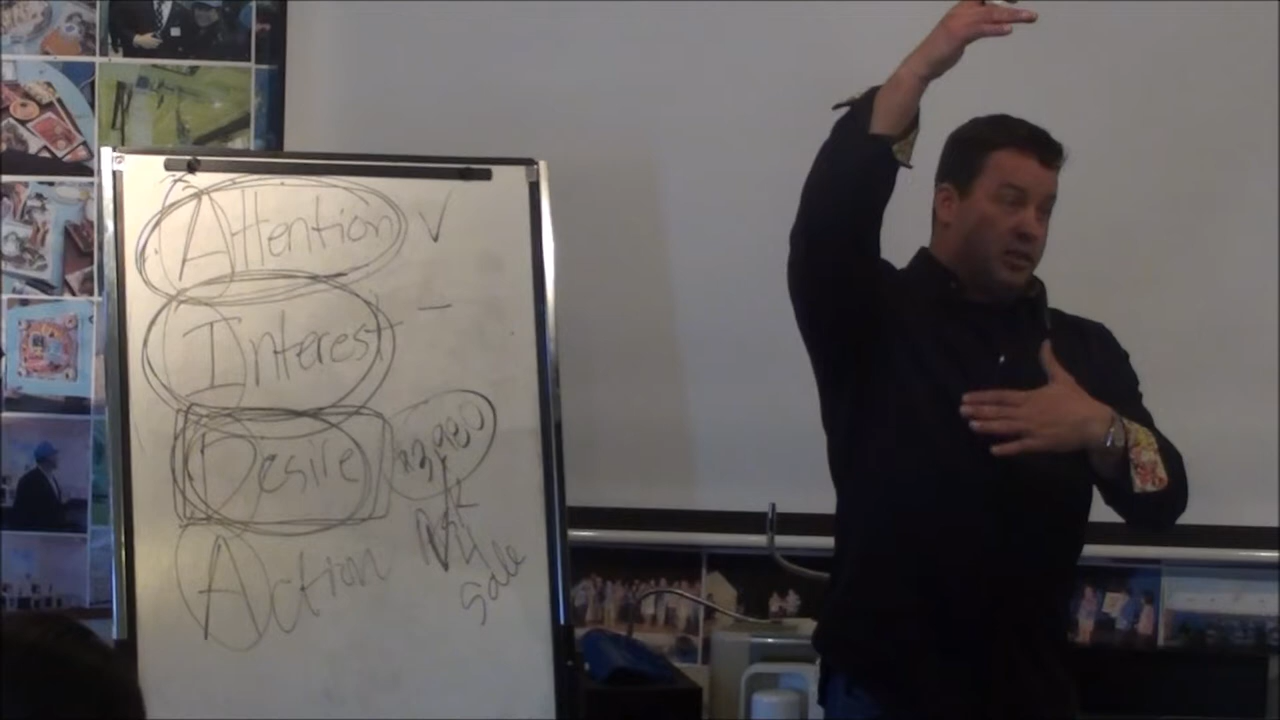 Attention ✓
Interest –
Desire
Action
Sale